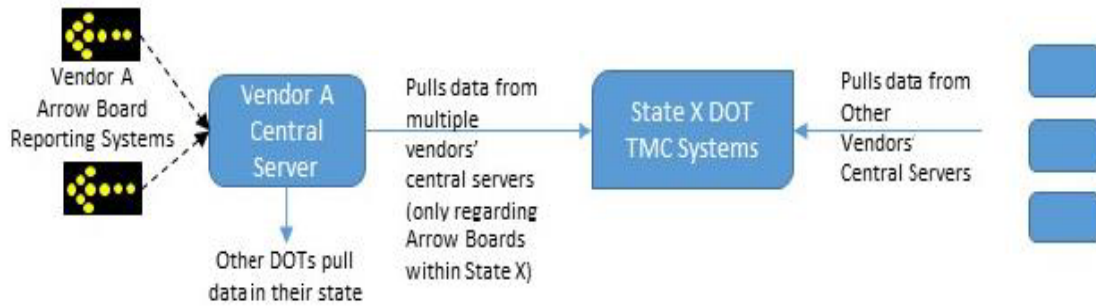 Vendor A
Arrow Board
Reporting Systems
Vendor A
Central
Server
Other DOTs pull
data in their state
Pulls data from
multiple
vendors'
central servers
(only regarding
Arrow Boards
within State X)
State X DOT
TMC Systems
Pulls data from
Other
Vendors'
Central Servers